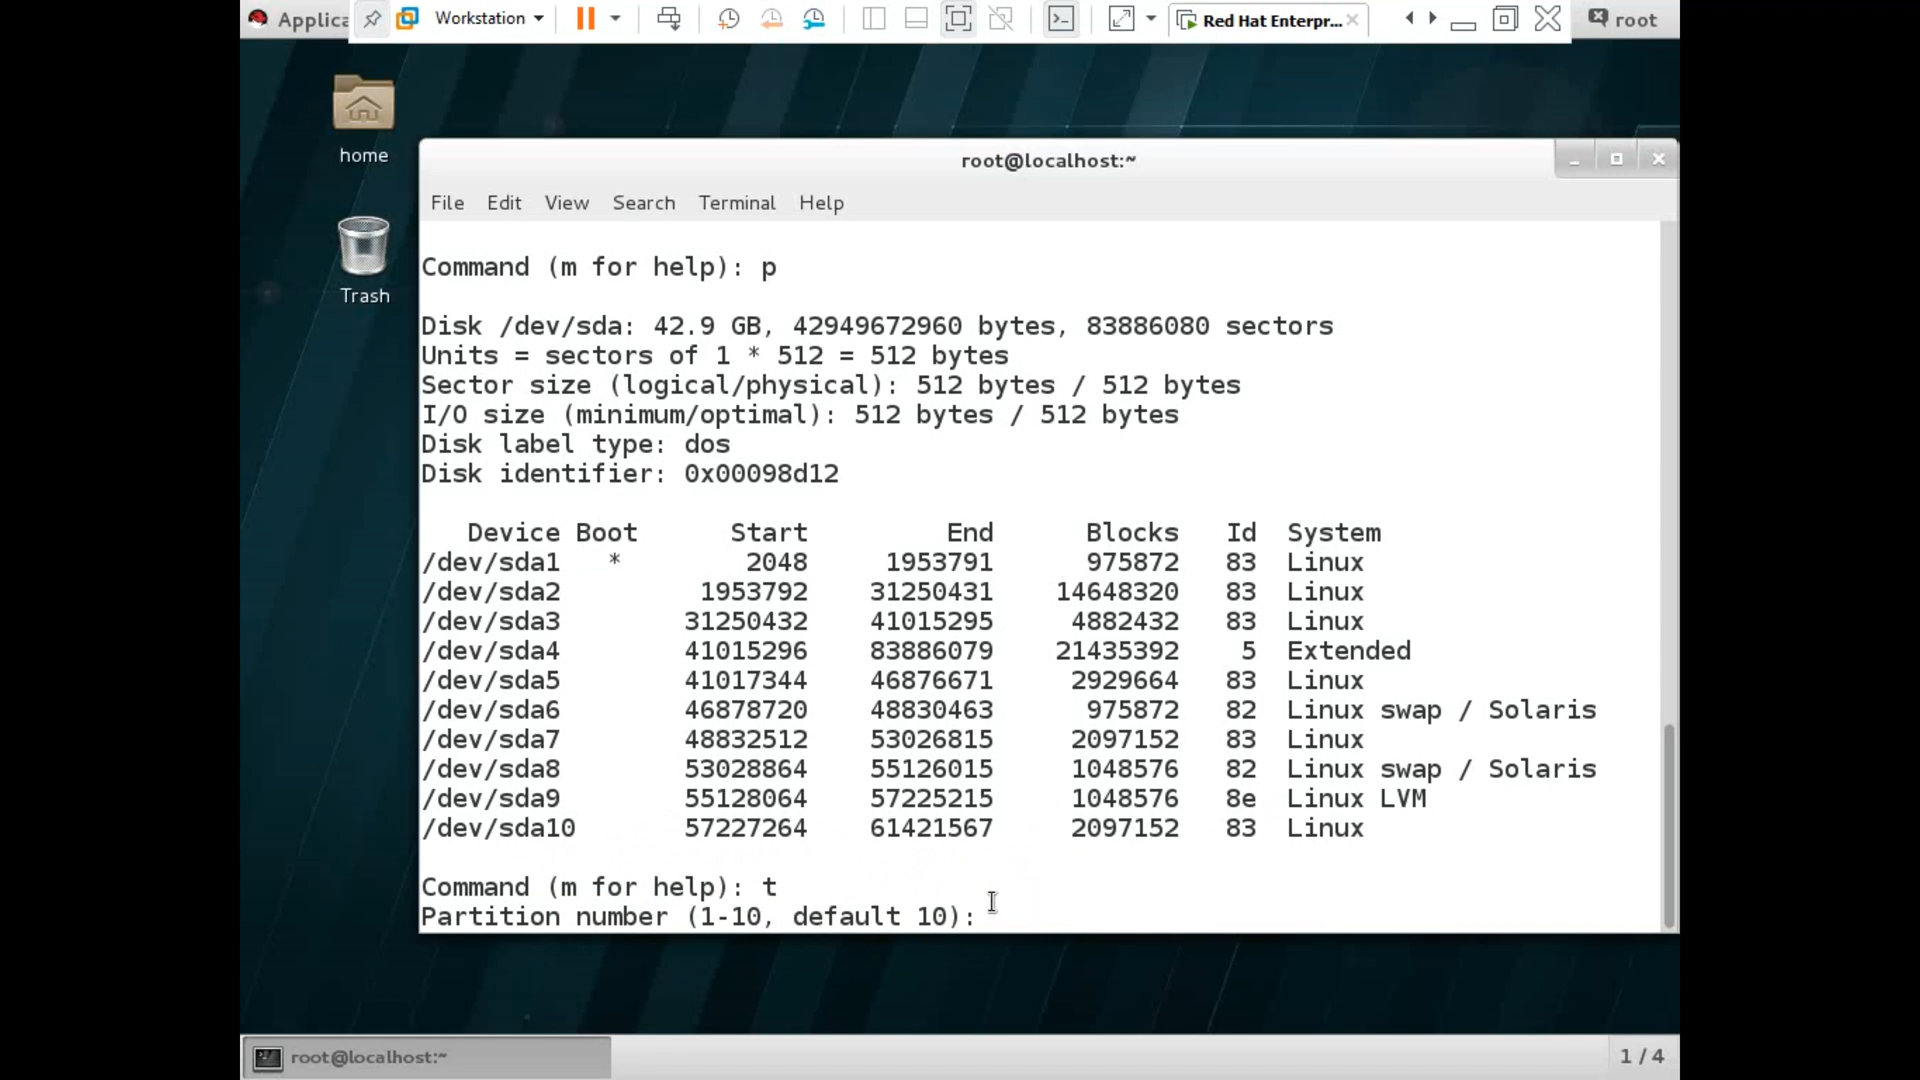 Applica
Workstation
Red Hat Enterpr...
root
home
Trash
root@localhost:~
File Edit View Search Terminal Help
Command (m for help): p
Disk /dev/sda: 42.9 GB, 42949672960 bytes, 83886080 sectors
Units = sectors of 1 * 512 = 512 bytes
Sector size (logical/physical): 512 bytes / 512 bytes
I/O size (minimum/optimal): 512 bytes / 512 bytes
Disk label type: dos
Disk identifier: 0x00098d12
Device Boot Start End Blocks Id System
/dev/sda1 * 2048 1953791 975872 83 Linux
/dev/sda2 1953792 31250431 14648320 83 Linux
/dev/sda3 31250432 41015295 4882432 83 Linux
/dev/sda4 41015296 83886079 21435392 5 Extended
/dev/sda5 41017344 46876671 2929664 83 Linux
/dev/sda6 46878720 48830463 975872 82 Linux swap / Solaris
/dev/sda7 48832512 53026815 2097152 83 Linux
/dev/sda8 53028864 55126015 1048576 82 Linux swap / Solaris
/dev/sda9 55128064 57225215 1048576 8e Linux LVM
/dev/sda10 57227264 61421567 2097152 83 Linux
Command (m for help): t
Partition number (1-10, default 10):
root@localhost:~
1 / 4